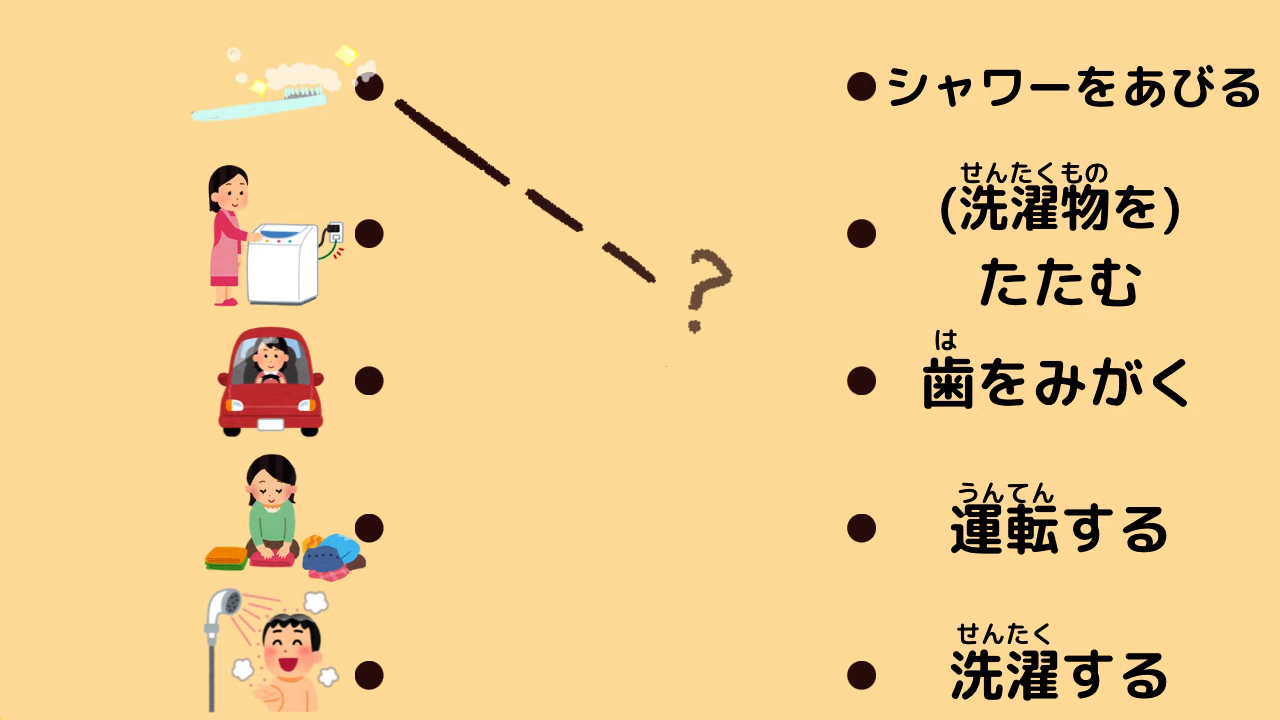 ?
シャワーをあびる
せんたくもの
(洗濯物を)
たたむ
は
歯をみがく
うんてん
運転する
せんたく
洗濯する